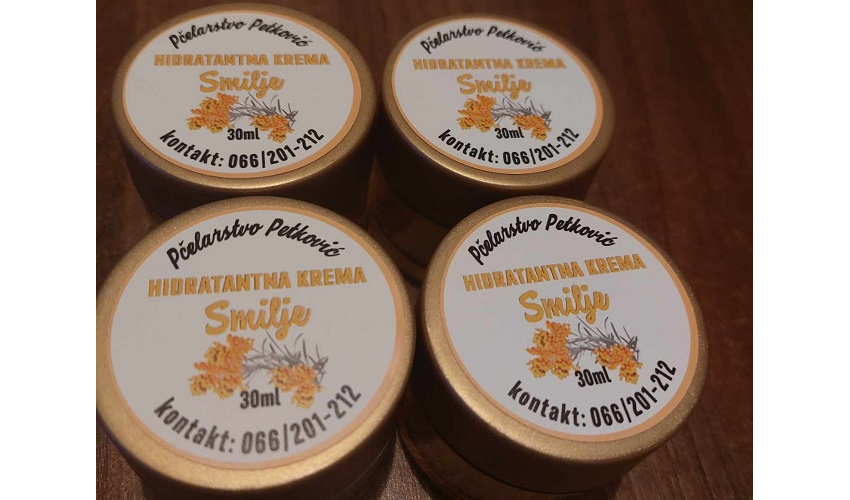 Pčelarstvo Petković
HIDRATANTNA KREMA
Smilje
30ml
kontakt: 066/201-212
Pčelarstvo Petković
HIDRATANTNA KREMA
Smilje
30ml
kontakt: 066/201-212
Pčelarstvo Petković
HIDRATANTNA KREMA
Smilje
30ml
kontakt: 066/201-212
Pčelarstvo Petković
HIDRATANTNA KREMA
Smilje
30ml
kontakt: 066/201-212